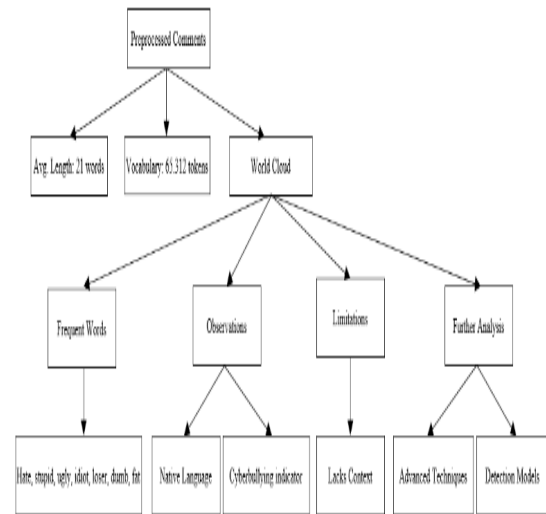 Preprocessed Comments
Avg. Length: 21 words
Vocabulary: 65.312 tokens
World Cloud
Frequent Words
Observations
Limitations
Further Analysis
Hate, stupid, ugly, idiot, loser, dumb, fat
Native Language
Cyberbullying indicator
Lacks Context
Advanced Techniques
Detection Models